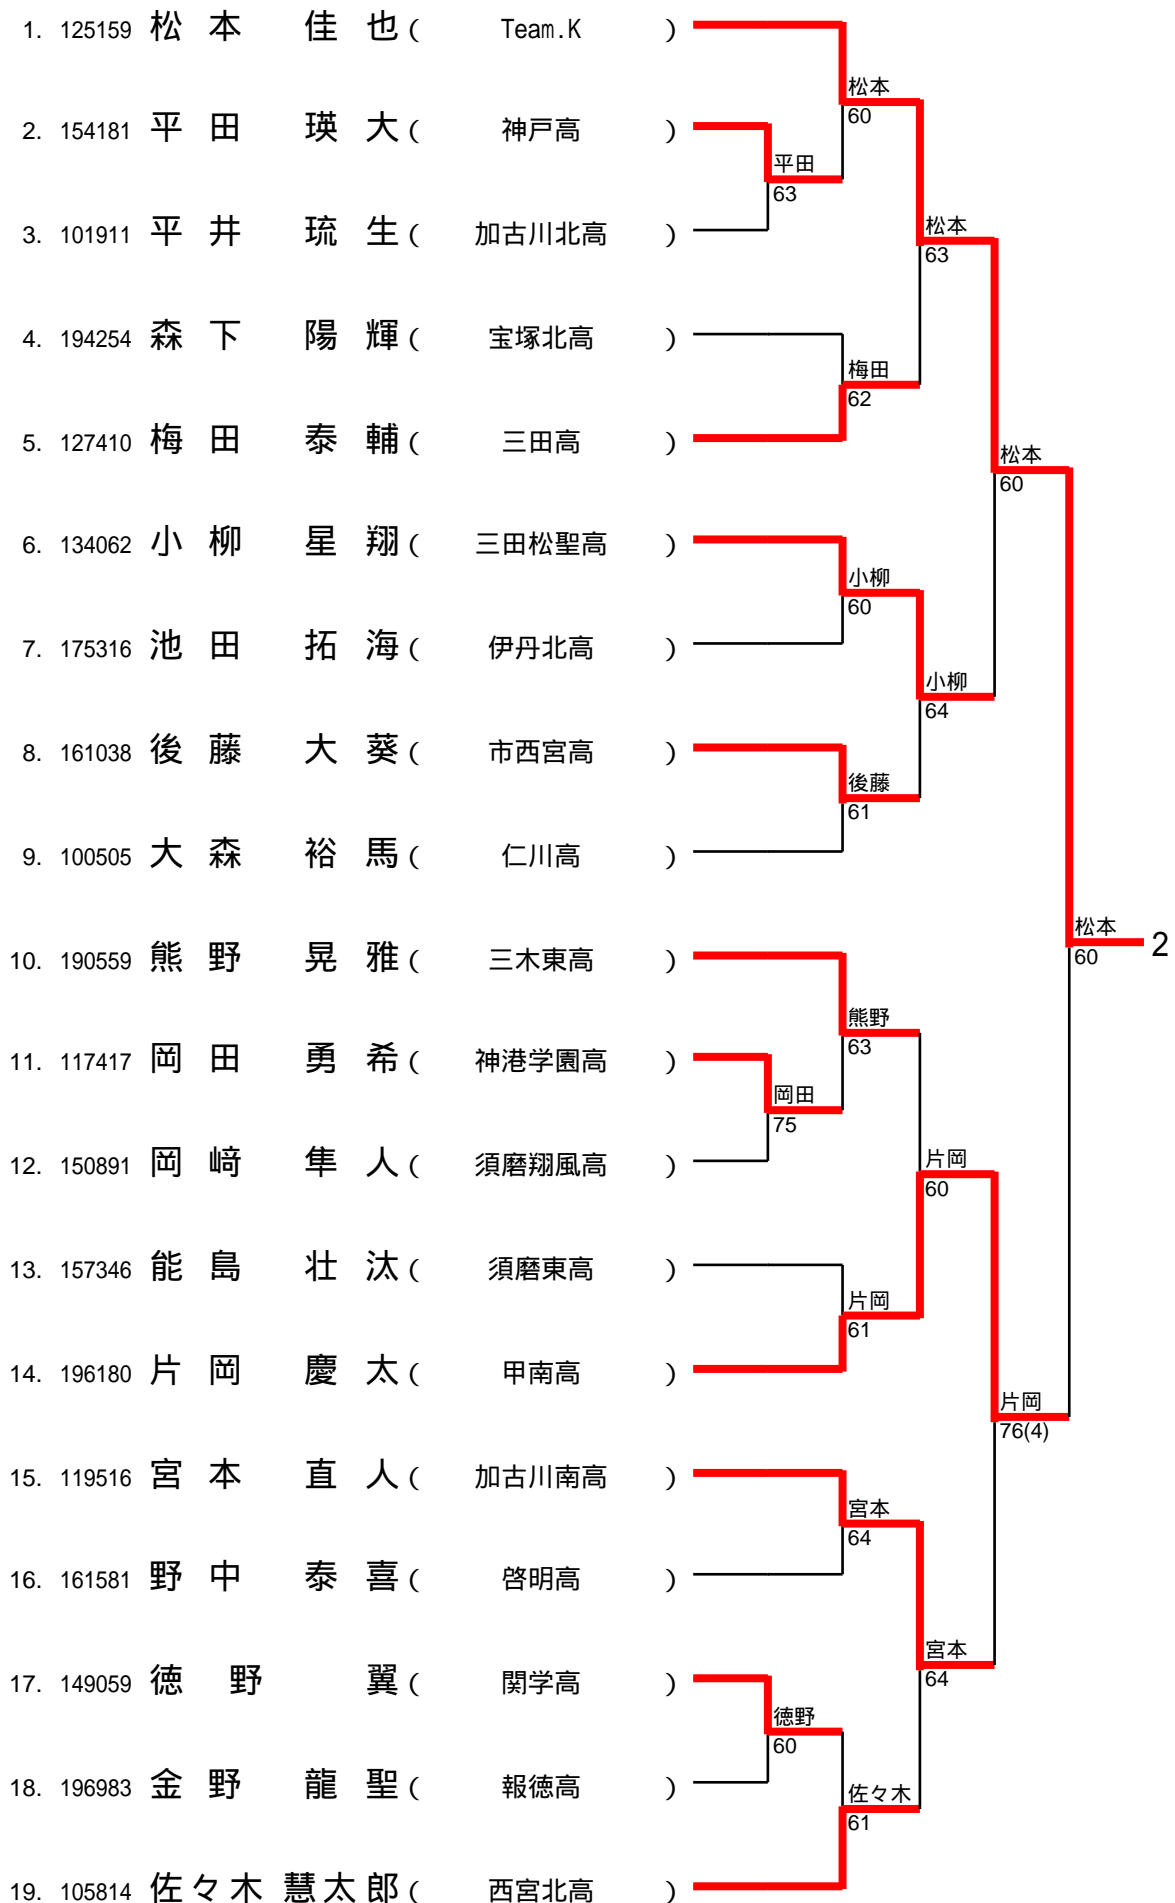 1. 125159 松本 佳也 ( Team.K )
松本
60
2. 154181 平田 瑛大 ( 神戸高 )
平田
63
3. 101911 平井 琉生 ( 加古川北高 )
松本
63
4. 194254 森下 陽輝 ( 宝塚北高 )
梅田
62
5. 127410 梅田 泰輔 ( 三田高 )
松本
60
6. 134062 小柳 星翔 ( 三田松聖高 )
小柳
60
7. 175316 池田 拓海 ( 伊丹北高 )
小柳
64
8. 161038 後藤 大葵 ( 市西宮高 )
後藤
61
9. 100505 大森 裕馬 ( 仁川高 )
松本
60
2
10. 190559 熊野 晃雅 ( 三木東高 )
熊野
63
11. 117417 岡田 勇希 ( 神港学園高 )
岡田
75
12. 150891 岡﨑 隼人 ( 須磨翔風高 )
片岡
60
13. 157346 能島 壮汰 ( 須磨東高 )
片岡
61
14. 196180 片岡 慶太 ( 甲南高 )
片岡
76(4)
15. 119516 宮本 直人 ( 加古川南高 )
宮本
64
16. 161581 野中 泰喜 ( 啓明高 )
宮本
64
17. 149059 徳野 翼 ( 関学高 )
徳野
60
18. 196983 金野 龍聖 ( 報徳高 )
佐々木
61
19. 105814 佐々木 慧太郎 ( 西宮北高 )